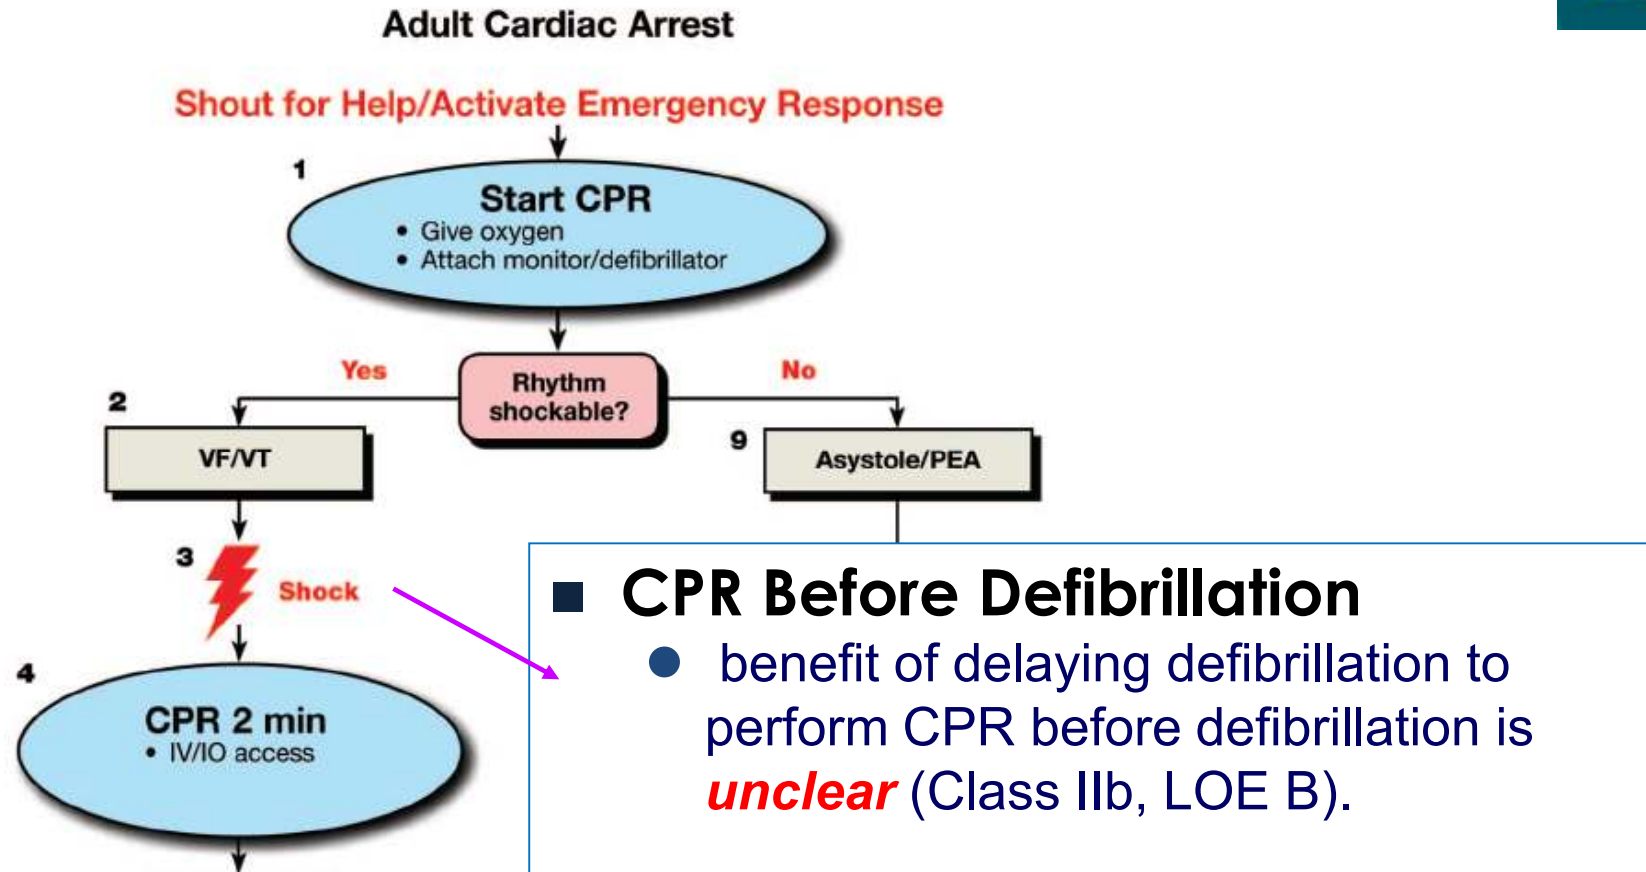 Adult Cardiac Arrest
Shout for Help/Activate Emergency Response
1
Start CPR
• Give oxygen
• Attach monitor/defibrillator
Yes
Rhythm
shockable?
No
2
VF/VT
9
Asystole/PEA
3
Shock
4
CPR 2 min
• IV/IO access
■ CPR Before Defibrillation
● benefit of delaying defibrillation to
perform CPR before defibrillation is
unclear (Class IIb, LOE B).